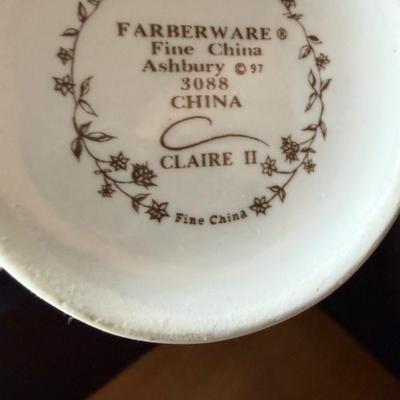 FARBERWARE®
Fine China
Ashbury © 97
3088
CHINA
CLAIRE II
Fine China